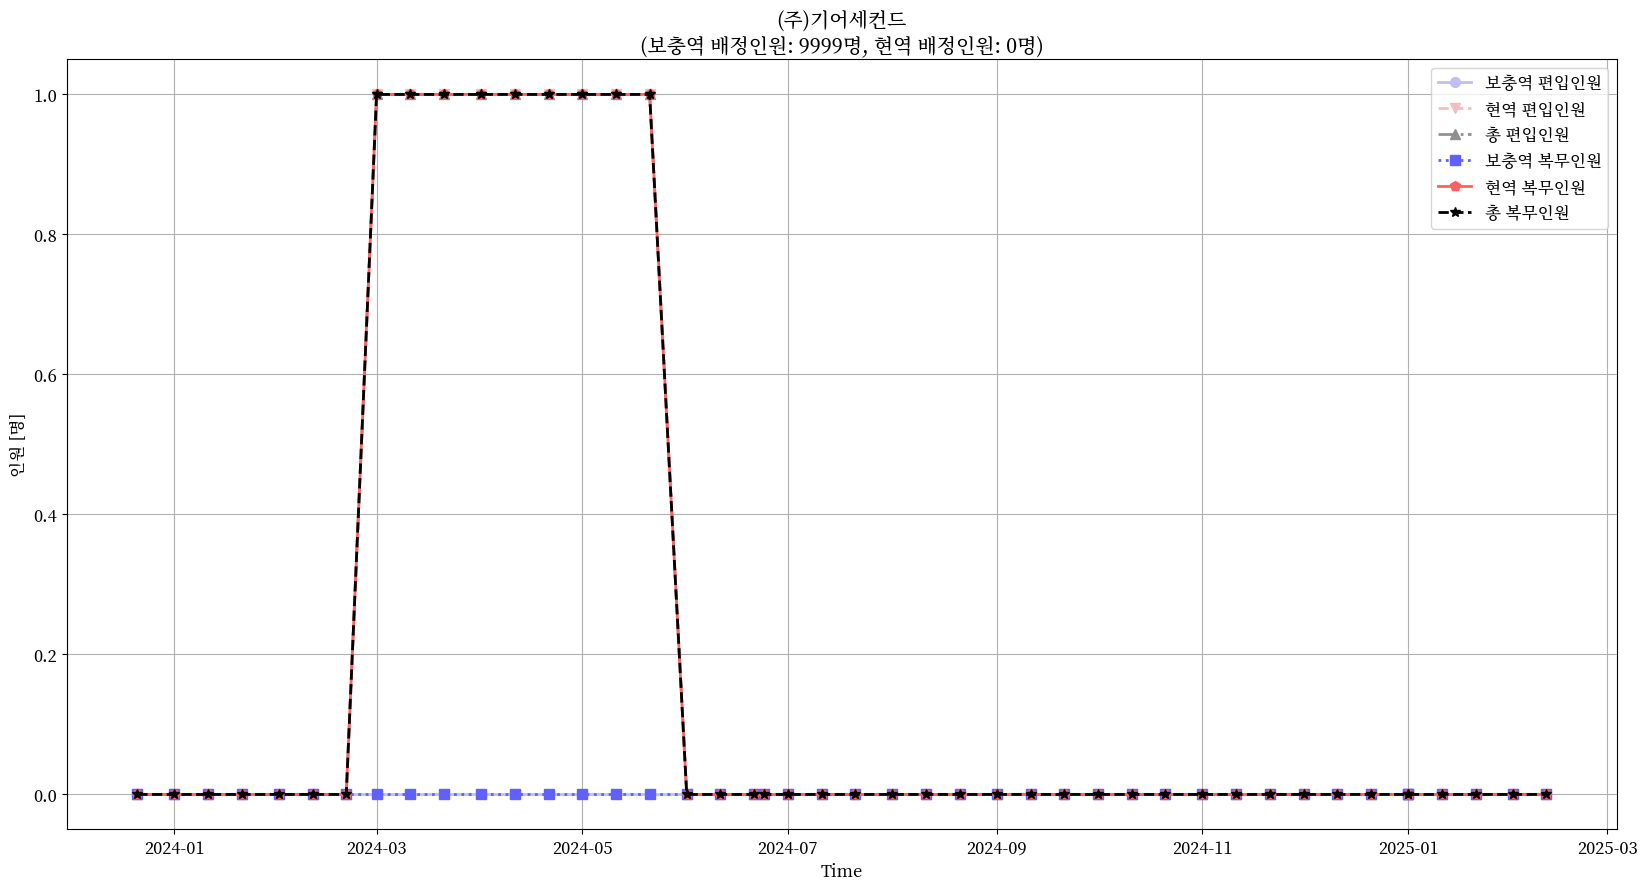 (주)기어세컨드
(보충역 배정인원: 9999명, 현역 배정인원: 0명)
보충역 편입인원
현역 편입인원
총 편입인원
보충역 복무인원
현역 복무인원
총 복무인원
인원 [명]
1.0
0.8
0.6
0.4
0.2
0.0
2024-01 2024-03 2024-05 2024-07 2024-09 2024-11 2025-01 2025-03
Time